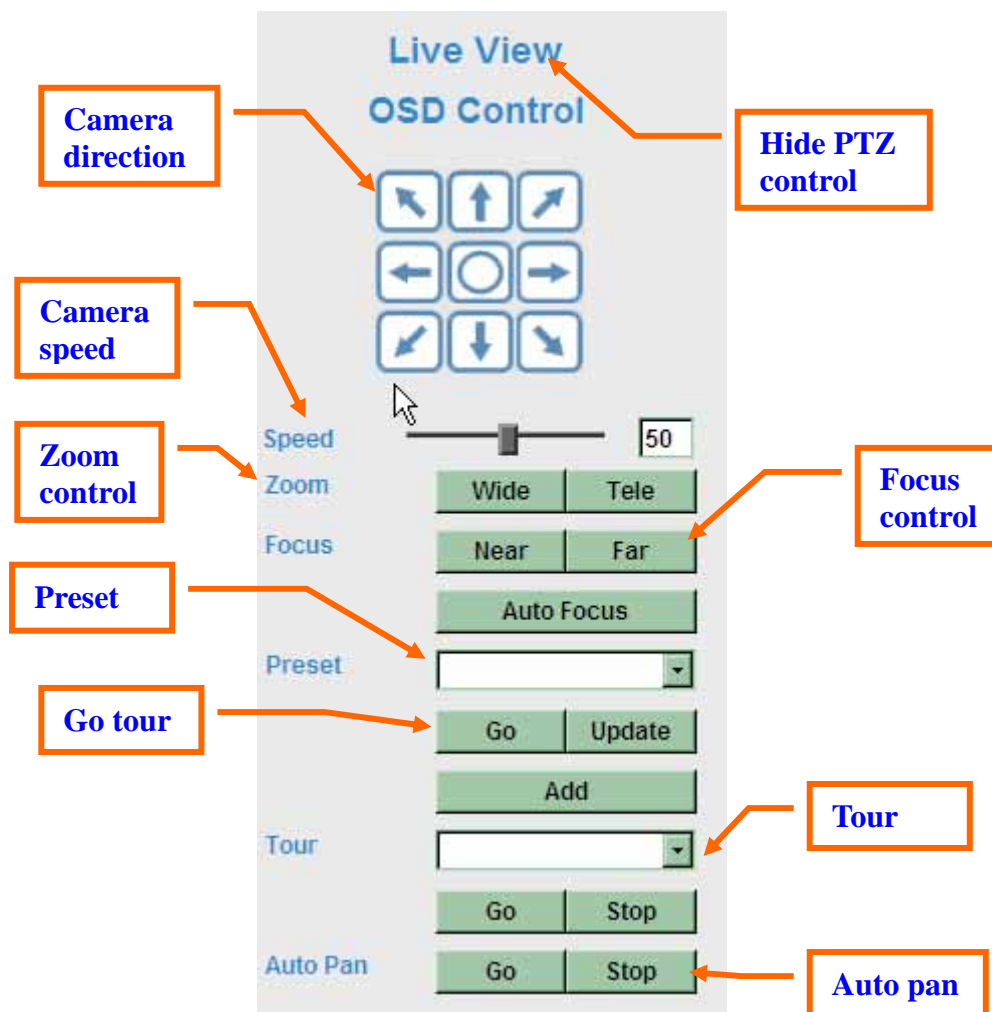 Live View
OSD Control
Camera
direction
Hide PTZ
control
Camera
speed
Speed
50
Zoom
control
Zoom
Wide
Tele
Focus
control
Focus
Near
Far
Auto Focus
Preset
Preset
Go tour
Go
Update
Add
Tour
Tour
Go
Stop
Auto Pan
Go
Stop
Auto pan